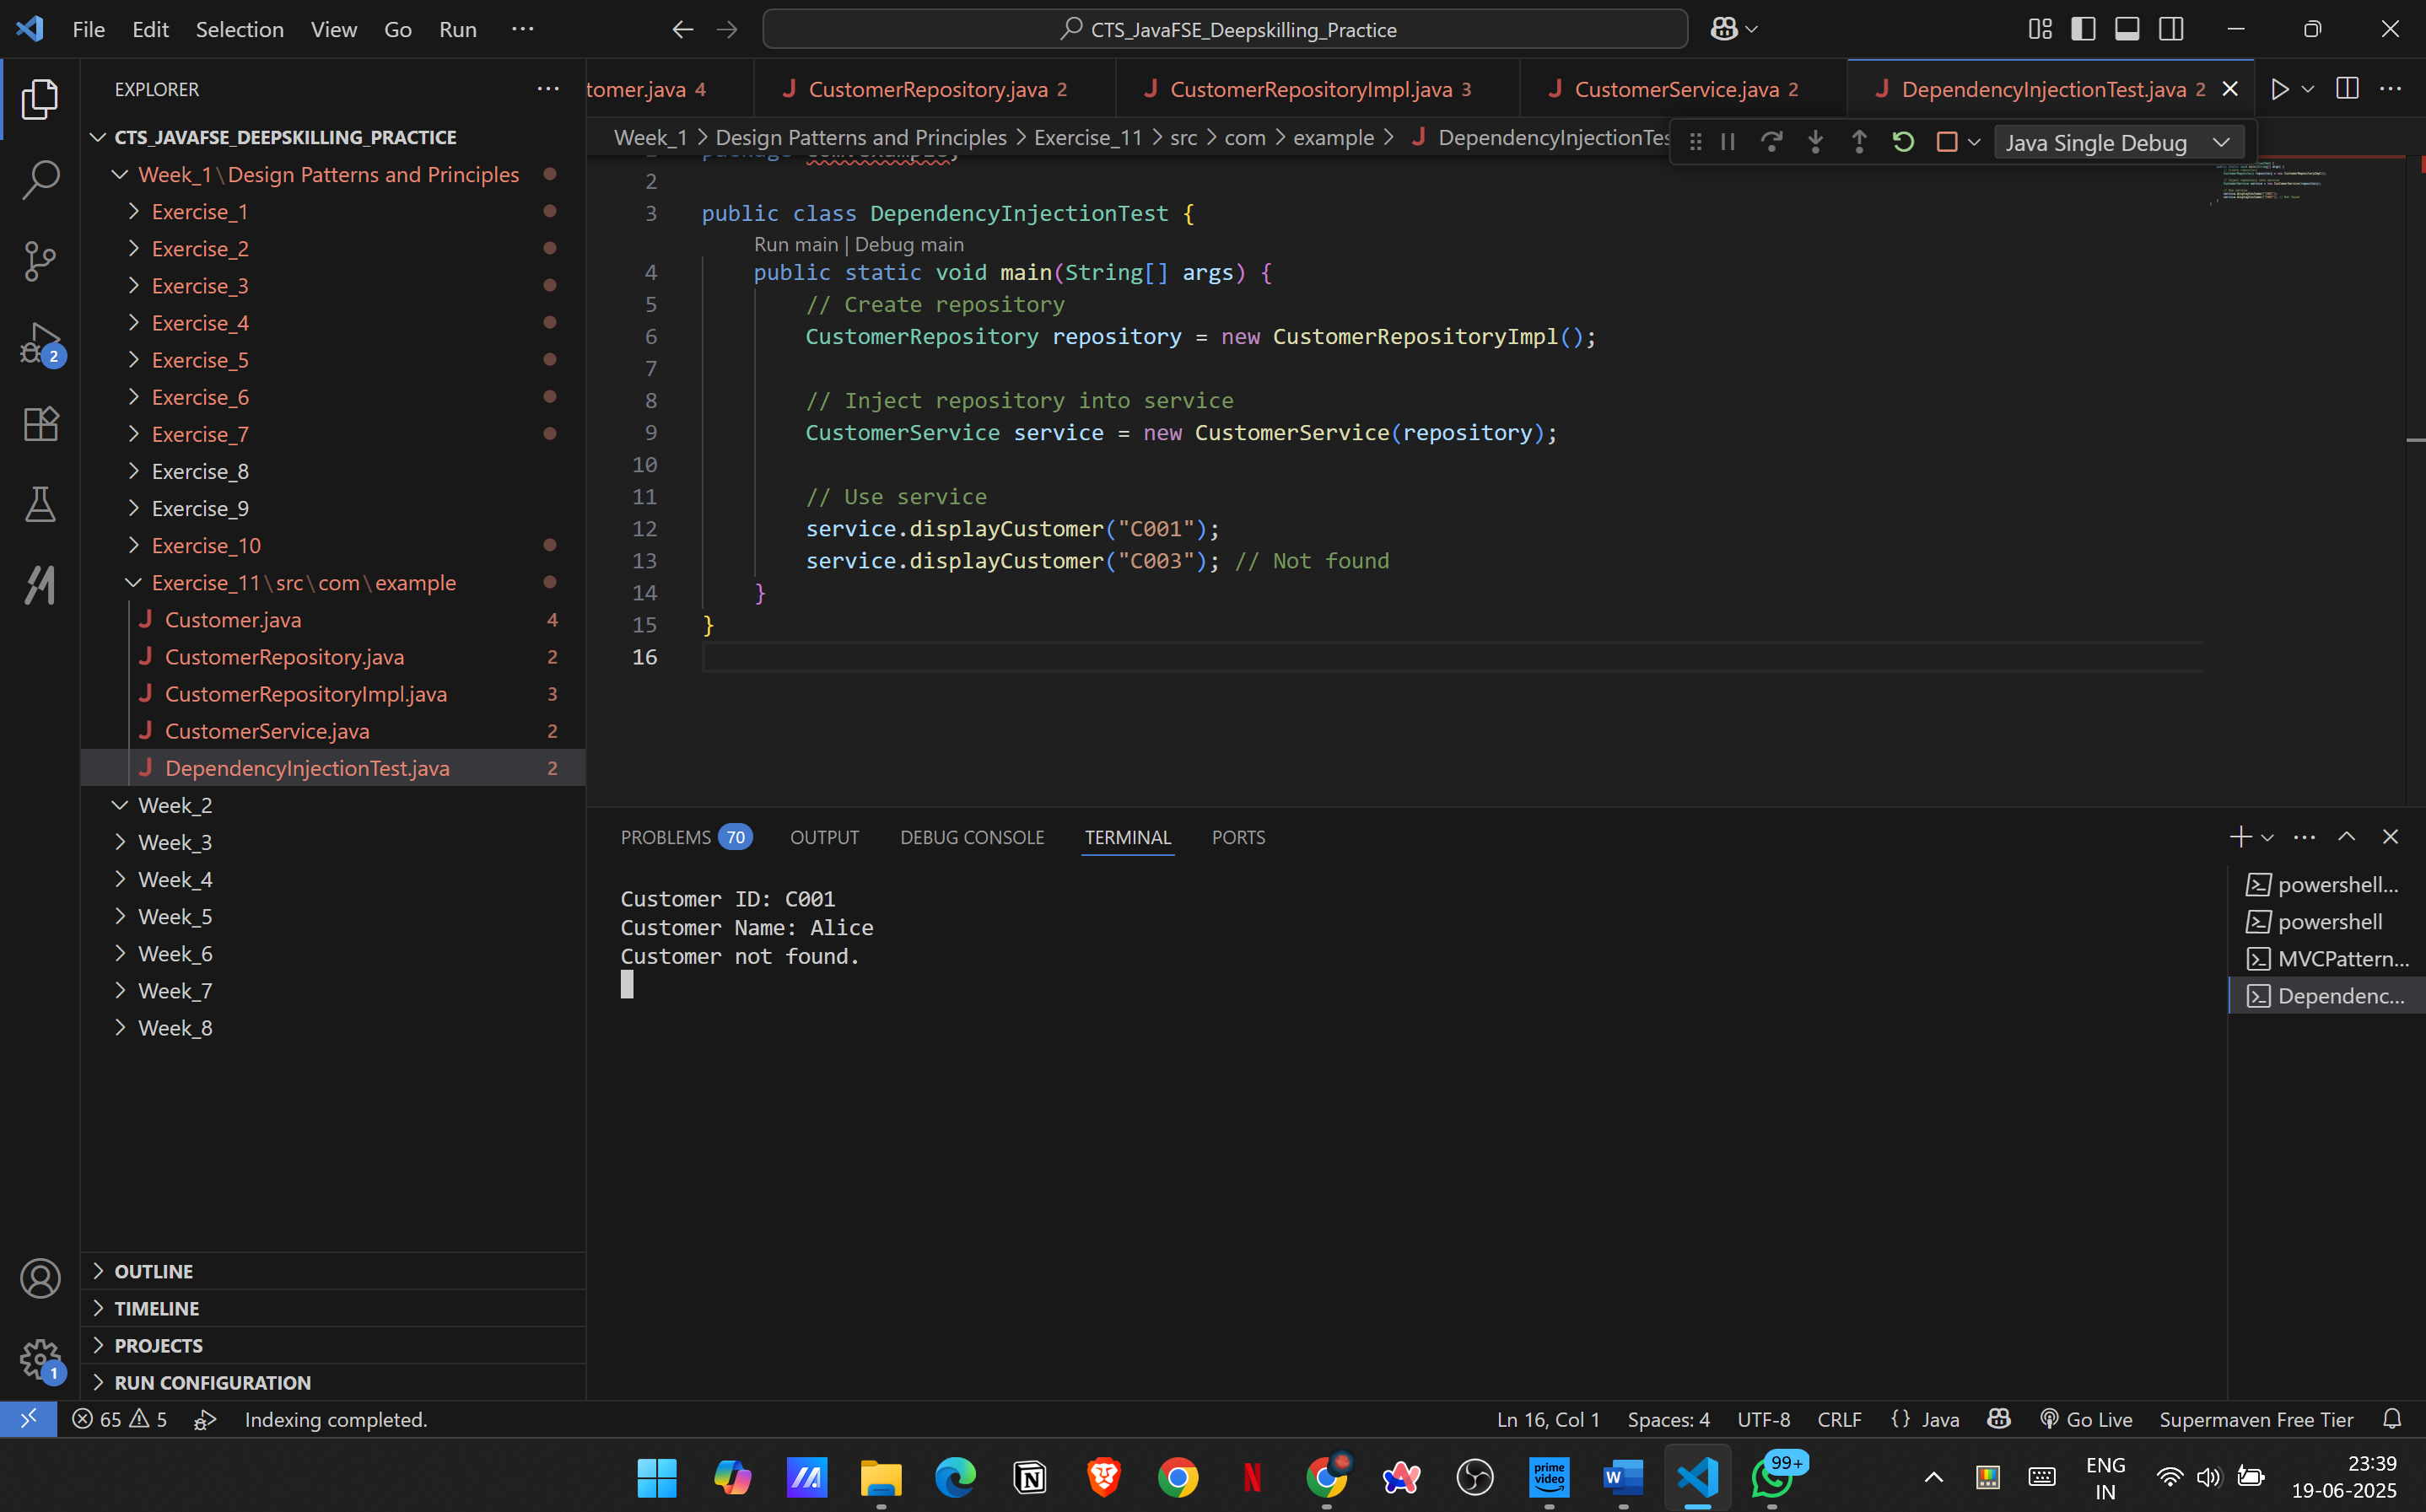 File Edit Selection View Go Run ···
CTS_JavaFSE_Deepskilling_Practice
EXPLORER
CTS_JAVAFSE_DEEPSKILLING_PRACTICE
Week_1\Design Patterns and Principles
Exercise_1
Exercise_2
Exercise_3
Exercise_4
Exercise_5
Exercise_6
Exercise_7
Exercise_8
Exercise_9
Exercise_10
Exercise_11\src\com\example
J Customer.java 4
J CustomerRepository.java 2
J CustomerRepositoryImpl.java 3
J CustomerService.java 2
J DependencyInjectionTest.java 2
Week_2
Week_3
Week_4
Week_5
Week_6
Week_7
Week_8
OUTLINE
TIMELINE
PROJECTS
RUN CONFIGURATION
2
1
tomer.java 4 J CustomerRepository.java 2 J CustomerRepositoryImpl.java 3 J CustomerService.java 2 J DependencyInjectionTest.java 2
Week_1 > Design Patterns and Principles > Exercise_11 > src > com > example > J DependencyInjectionTes
Java Single Debug
2
3 public class DependencyInjectionTest {
Run main | Debug main
4 public static void main(String[] args) {
5 // Create repository
6 CustomerRepository repository = new CustomerRepositoryImpl();
7
8 // Inject repository into service
9 CustomerService service = new CustomerService(repository);
10
11 // Use service
12 service.displayCustomer("C001");
13 service.displayCustomer("C003"); // Not found
14 }
15 }
16
PROBLEMS 70 OUTPUT DEBUG CONSOLE TERMINAL PORTS
Customer ID: C001
Customer Name: Alice
Customer not found.
powershell...
powershell
MVCPattern...
Dependenc...
65 5 Indexing completed.
Ln 16, Col 1 Spaces: 4 UTF-8 CRLF {} Java Go Live Supermaven Free Tier
prime video
W
99+
ENG
IN
23:39
19-06-2025